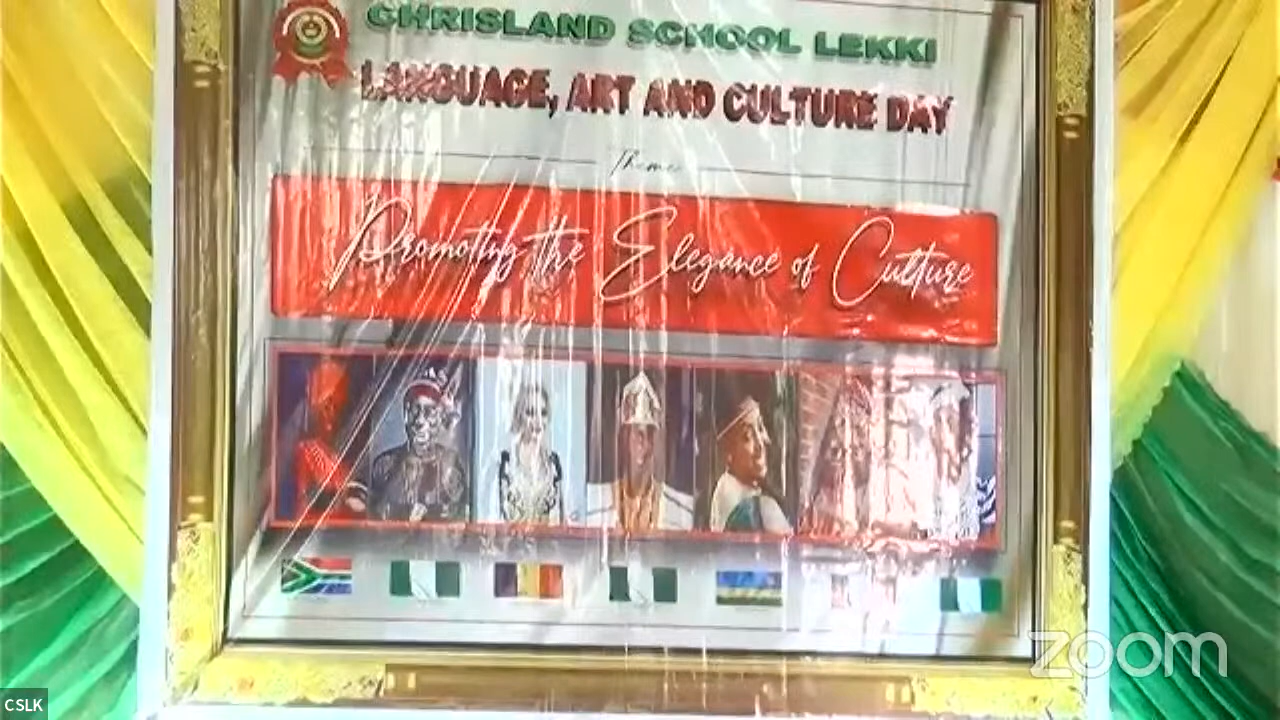 CHRISLAND SCHOOL LEKKI
LANGUAGE, ART AND CULTURE DAY
Theme
Promoting the Elegance of Culture
zoom
CSLK